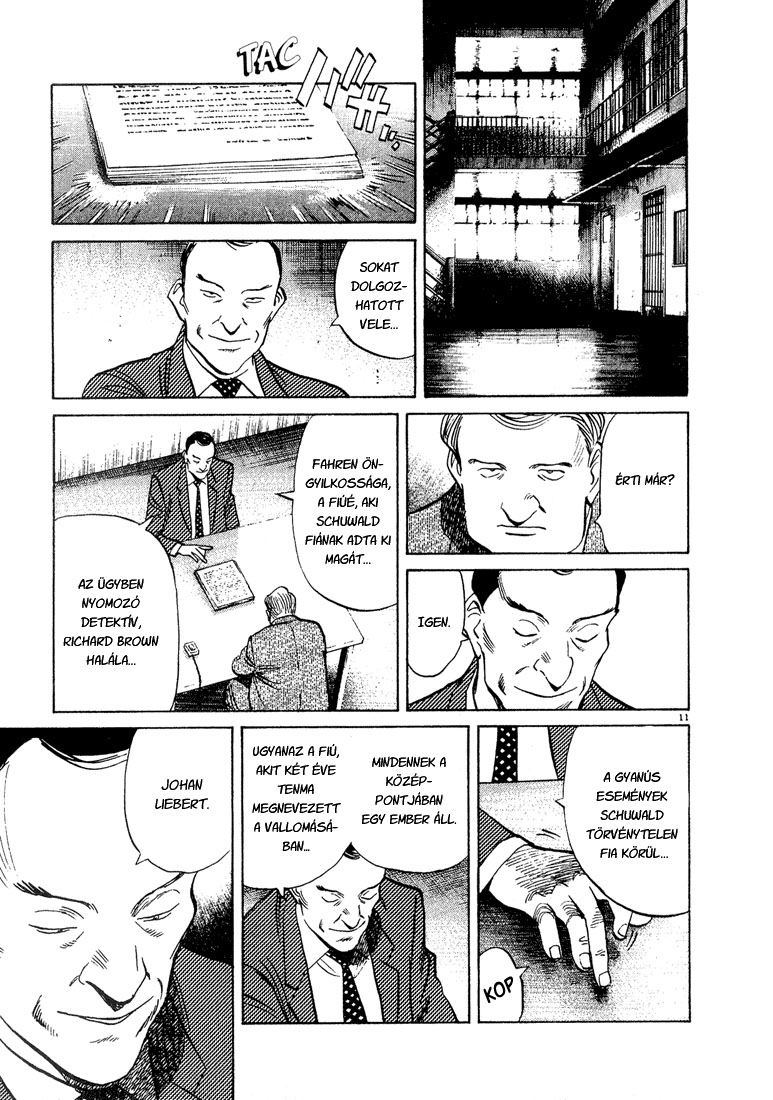 TAC
SOKAT
DOLGOZ-
HATOTT
VELE...
ÉRTI MÁR?
IGEN.
FAHREN ÖN-
GYILKOSSÁGA,
A FIÚÉ, AKI
SCHUWALD
FIÁNAK ADTA KI
MAGÁT...
AZ ÜGYBEN
NYOMOZÓ
DETEKTÍV,
RICHARD BROWN
HALÁLA...
11
A GYANÚS
ESEMÉNYEK
SCHUWALD
TÖRVÉNYTELEN
FIA KÖRÜL...
KOP
MINDENNEK A
KÖZÉP-
PONTJÁBAN
EGY EMBER ÁLL.
UGYANAZ A FIÚ,
AKIT KÉT ÉVE
TENMA
MEGNEVEZETT
A VALLOMÁSÁ-
BAN...
JOHAN
LIEBERT.